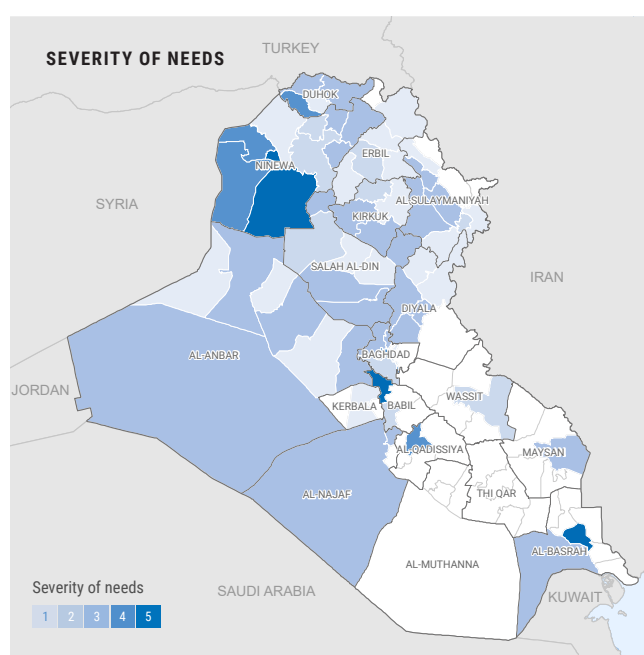 SEVERITY OF NEEDS
TURKEY
DUHOK
ERBIL
NINEWA
SYRIA
AL-SULAYMANIYAH
KIRKUK
SALAH AL-DIN
IRAN
DIYALA
AL-ANBAR
BAGHDAD
JORDAN
KERBALA
BABIL
WASSIT
AL-QADISSIYA
MAYSAN
AL-NAJAF
THI QAR
AL-BASRAH
AL-MUTHANNA
Severity of needs
SAUDI ARABIA
KUWAIT
1 2 3 4 5